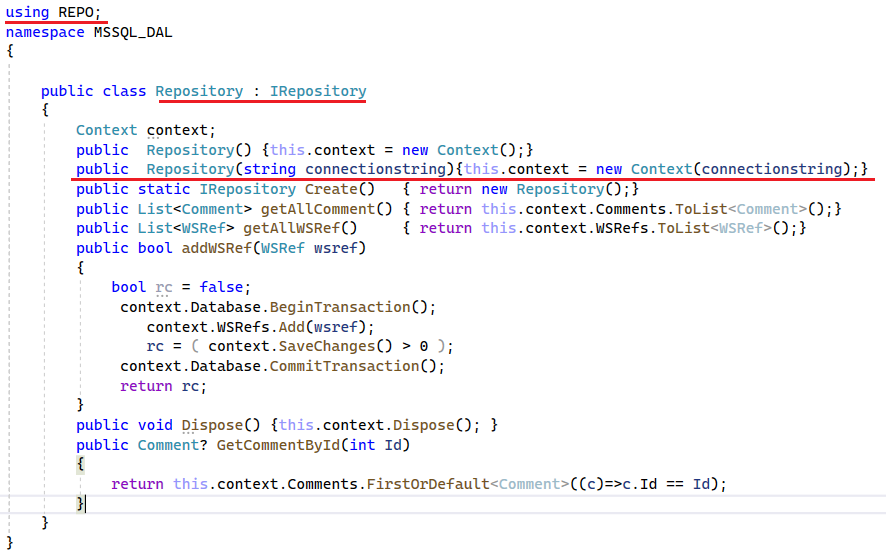 using REPO;
namespace MSSQL_DAL
{
public class Repository : IRepository
{
Context context;
public  Repository() {this.context = new Context();}
public  Repository(string connectionstring){this.context = new Context(connectionstring);}
public static IRepository Create()   { return new Repository();}
public List<Comment> getAllComment() { return this.context.Comments.ToList<Comment>();}
public List<WSRef> getAllWSRef()     { return this.context.WSRefs.ToList<WSRef>();}
public bool addWSRef(WSRef wsref)
{
bool rc = false;
context.Database.BeginTransaction();
context.WSRefs.Add(wsref);
rc = ( context.SaveChanges() > 0 );
context.Database.CommitTransaction();
return rc;
}
public void Dispose() {this.context.Dispose(); }
public Comment? GetCommentById(int Id)
{
return this.context.Comments.FirstOrDefault<Comment>((c)=>c.Id == Id);
}
}
}